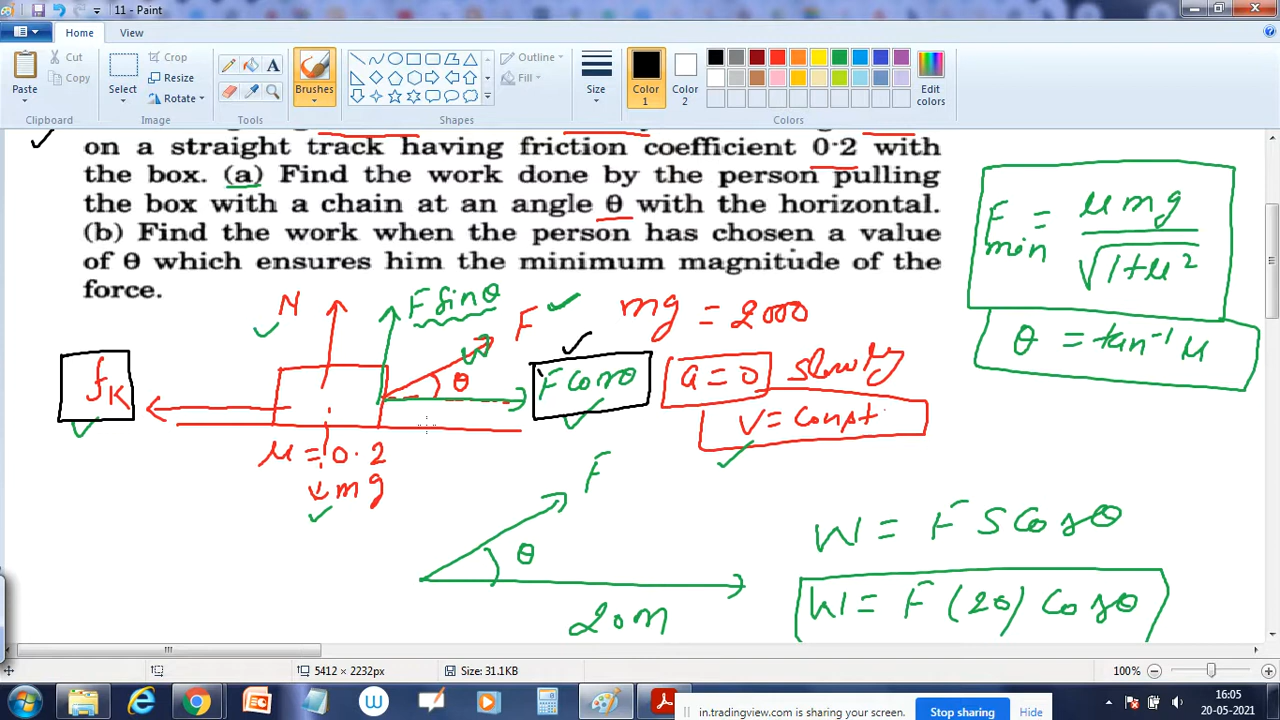 11 - Paint
Home
View
Paste
Cut
Copy
Clipboard
Select
Crop
Resize
Rotate
Image
Tools
Brushes
Outline
Fill
Shapes
Size
Color 1
Color 2
Edit colors
Colors
on a straight track having friction coefficient 0·2 with
the box. (a) Find the work done by the person pulling
the box with a chain at an angle θ with the horizontal.
(b) Find the work when the person has chosen a value
of θ which ensures him the minimum magnitude of the
force.
F min = μmg / √1+μ²
θ = tan⁻¹ μ
N
F sinθ
F
mg = 2000
fK
θ
F cosθ
a = 0 slowly
v = const
μ = 0.2
mg
F
θ
20m
W = F S Cosθ
W = F (20) Cosθ
5412 × 2232px
Size: 31.1KB
100%
in.tradingview.com is sharing your screen.
Stop sharing
Hide
16:05
20-05-2021